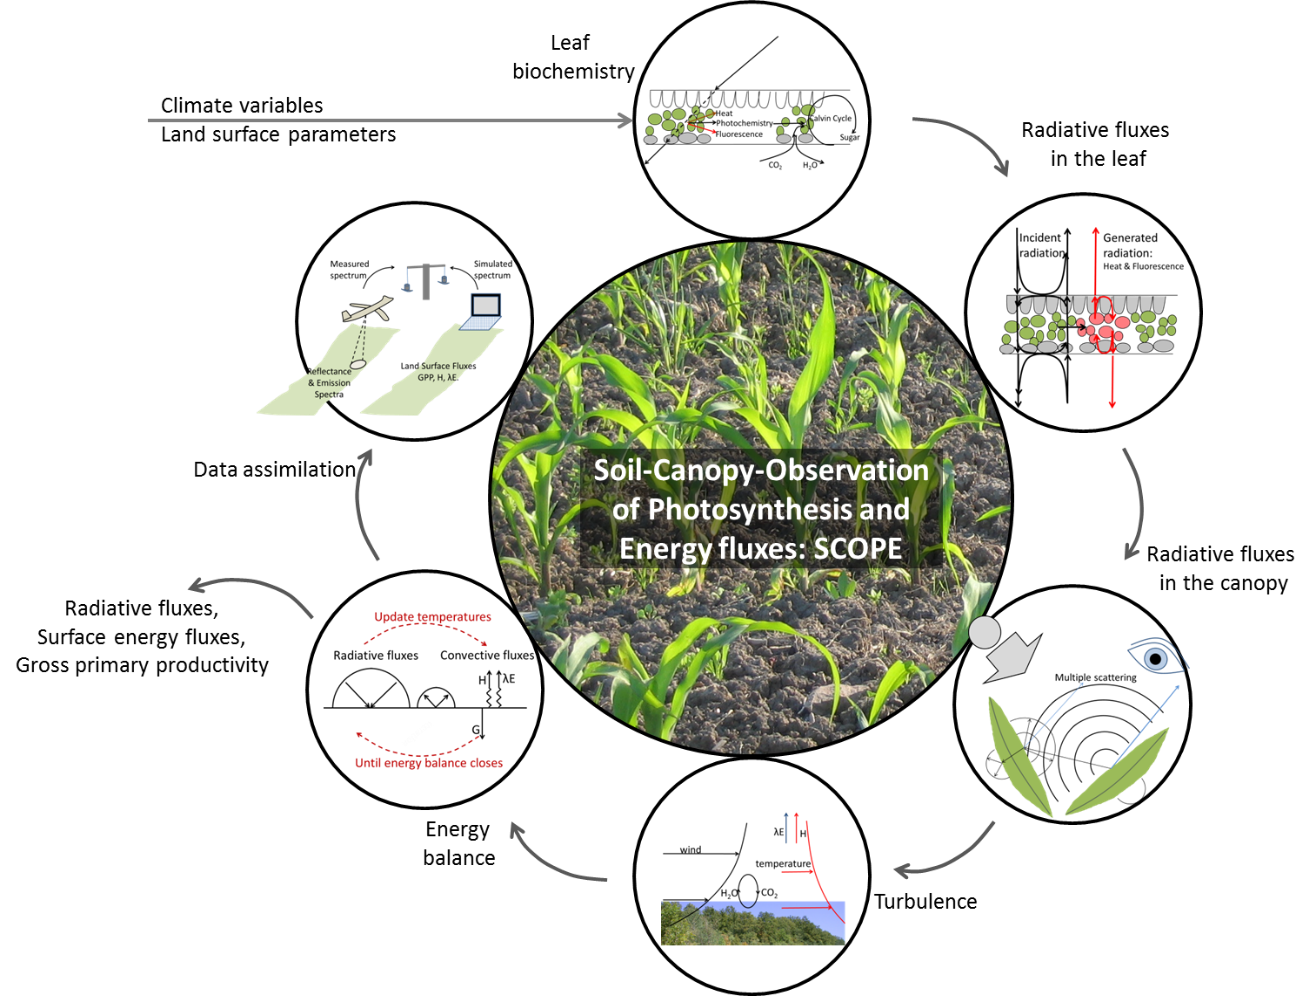 Leaf
biochemistry
Climate variables
Land surface parameters
Heat
Photochemistry
Fluorescence
Calvin Cycle
Sugar
CO₂
H₂O
Radiative fluxes
in the leaf
Incident
radiation
Generated
radiation:
Heat & Fluorescence
Radiative fluxes
in the canopy
Multiple scattering
Turbulence
λE
H
wind
temperature
H₂O
CO₂
Energy
balance
Update temperatures
Radiative fluxes
Convective fluxes
H
λE
G
Until energy balance closes
Radiative fluxes,
Surface energy fluxes,
Gross primary productivity
Data assimilation
Measured
spectrum
Simulated
spectrum
Reflectance
& Emission
Spectra
Land Surface Fluxes
GPP, H, λE.
Soil-Canopy-Observation
of Photosynthesis and
Energy fluxes: SCOPE